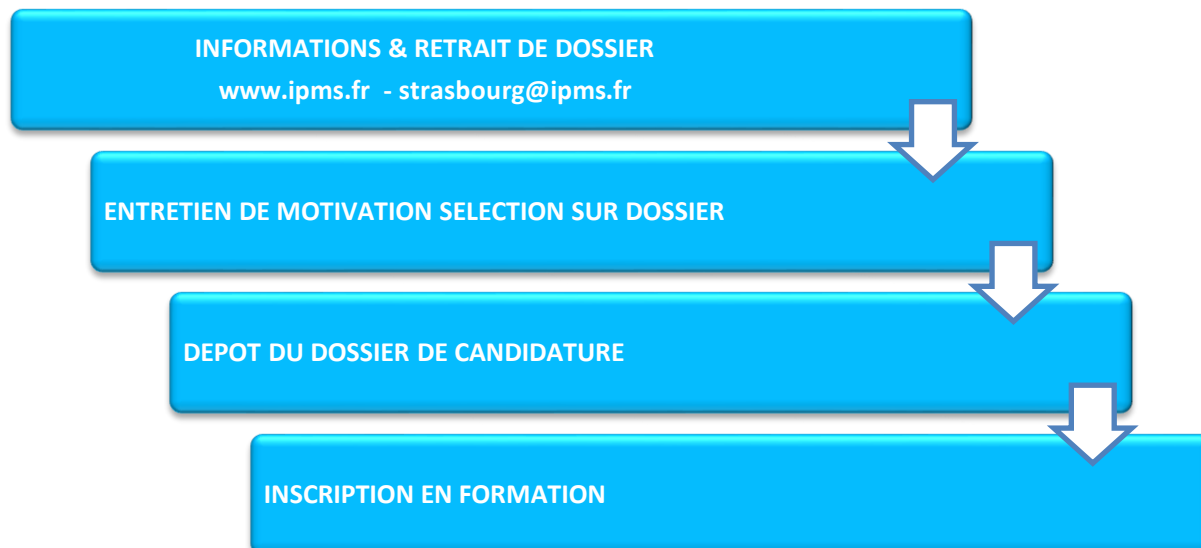 INFORMATIONS & RETRAIT DE DOSSIER
www.ipms.fr - strasbourg@ipms.fr
ENTRETIEN DE MOTIVATION SELECTION SUR DOSSIER
DEPOT DU DOSSIER DE CANDIDATURE
INSCRIPTION EN FORMATION